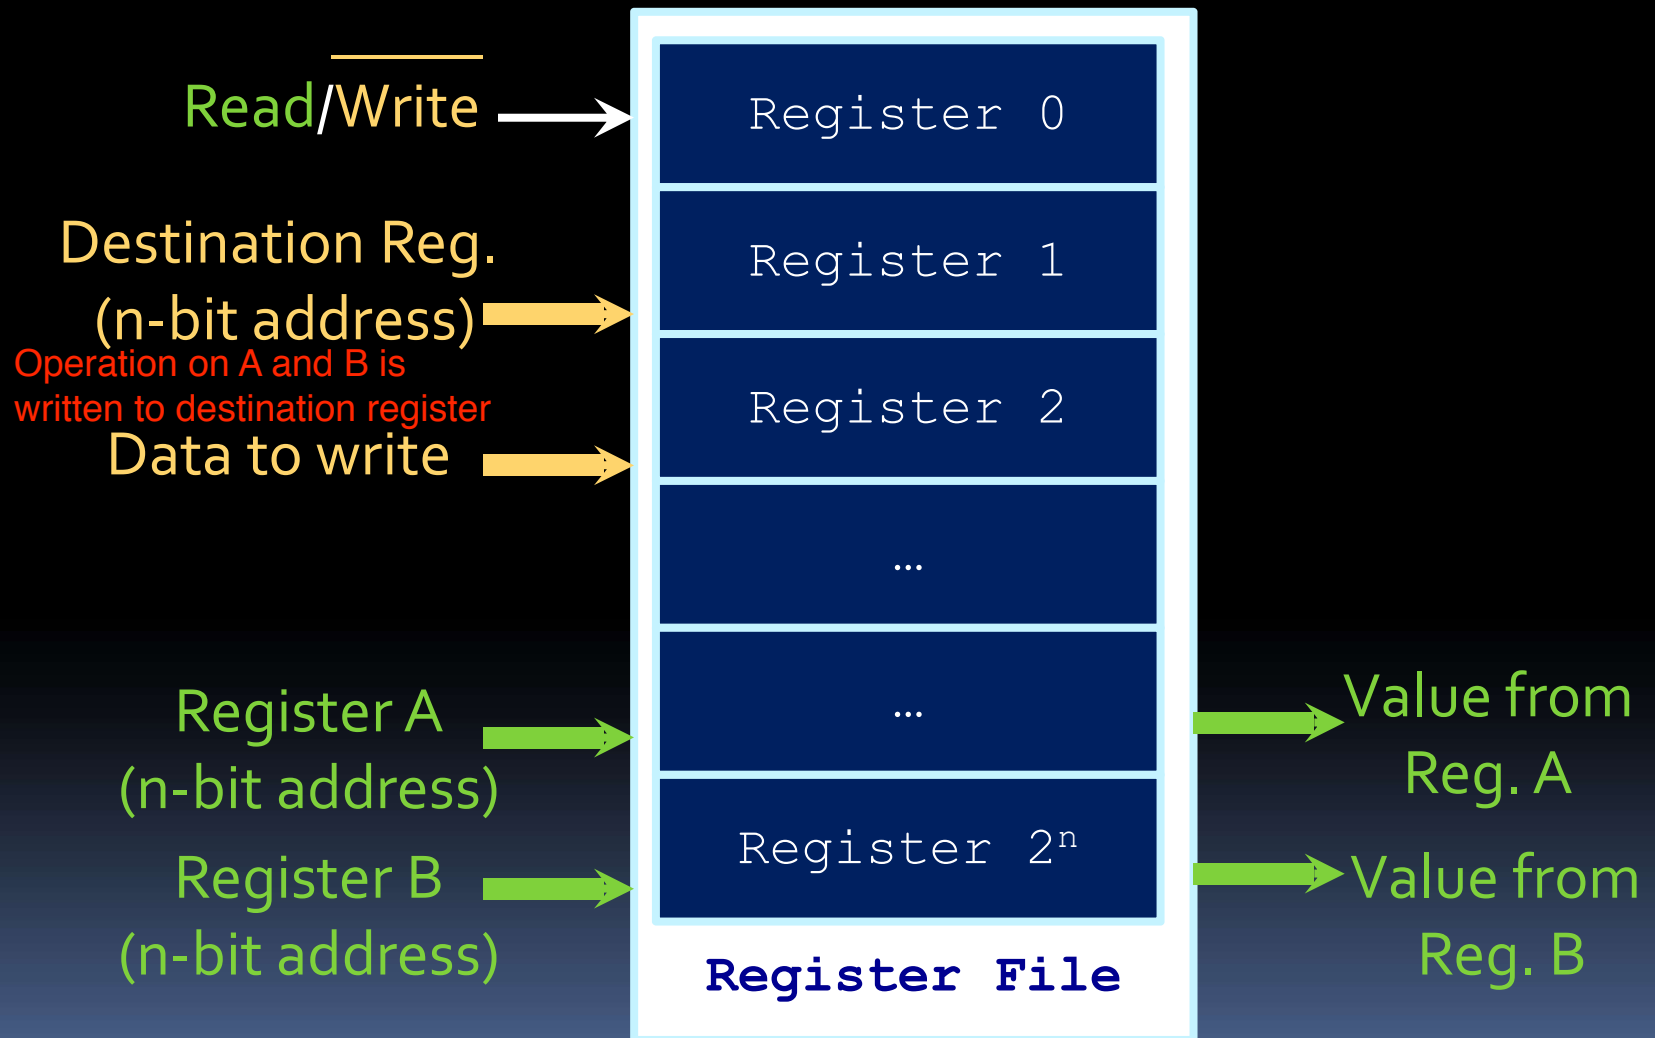 Read/Write
Destination Reg.
(n-bit address)
Operation on A and B is
written to destination register
Data to write
Register A
(n-bit address)
Register B
(n-bit address)
Register 0
Register 1
Register 2
…
…
Register 2ⁿ
Register File
Value from
Reg. A
Value from
Reg. B